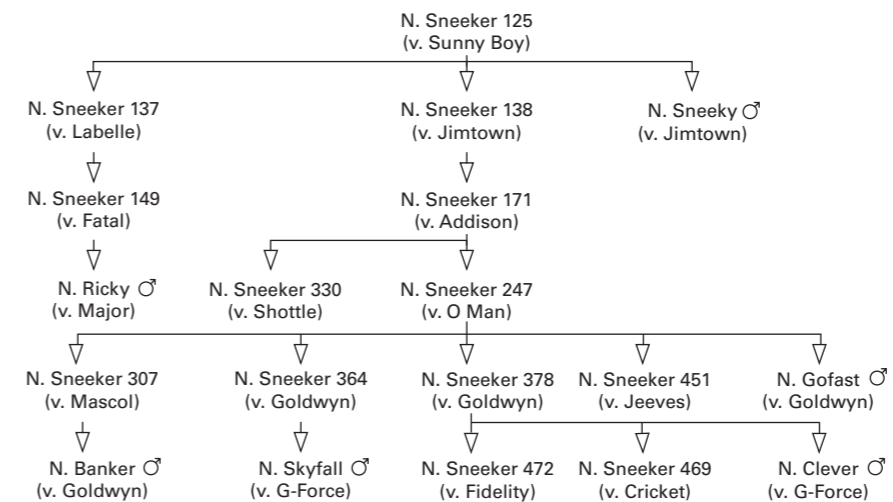 N. Sneeker 125
(v. Sunny Boy)
N. Sneeker 137
(v. Labelle)
N. Sneeker 138
(v. Jimtown)
N. Sneeky ♂
(v. Jimtown)
N. Sneeker 149
(v. Fatal)
N. Sneeker 171
(v. Addison)
N. Ricky ♂
(v. Major)
N. Sneeker 330
(v. Shottle)
N. Sneeker 247
(v. O Man)
N. Sneeker 307
(v. Mascol)
N. Sneeker 364
(v. Goldwyn)
N. Sneeker 378
(v. Goldwyn)
N. Sneeker 451
(v. Jeeves)
N. Gofast ♂
(v. Goldwyn)
N. Banker ♂
(v. Goldwyn)
N. Skyfall ♂
(v. G-Force)
N. Sneeker 472
(v. Fidelity)
N. Sneeker 469
(v. Cricket)
N. Clever ♂
(v. G-Force)